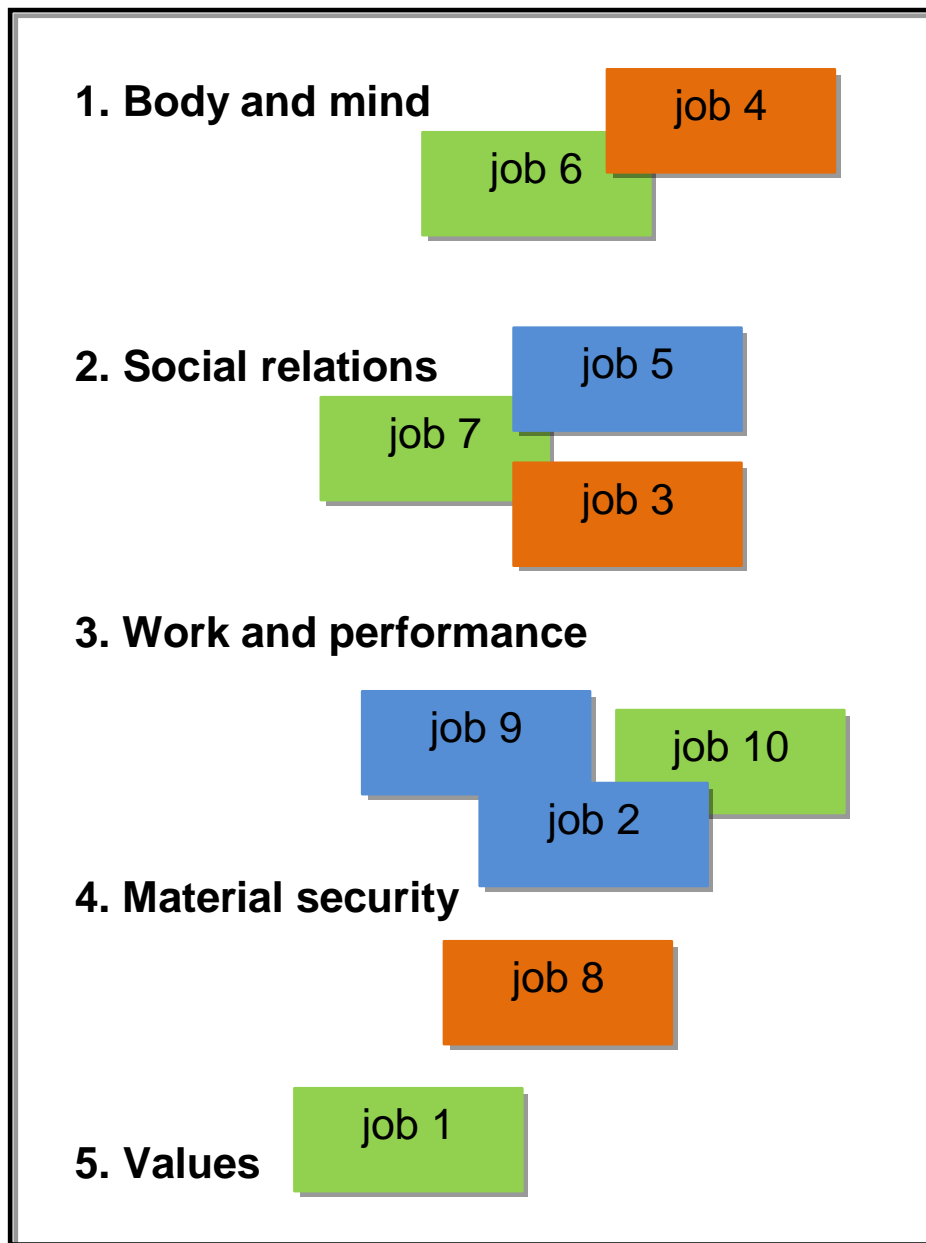 1. Body and mind
job 4
job 6
2. Social relations
job 5
job 7
job 3
3. Work and performance
job 9
job 10
job 2
4. Material security
job 8
job 1
5. Values